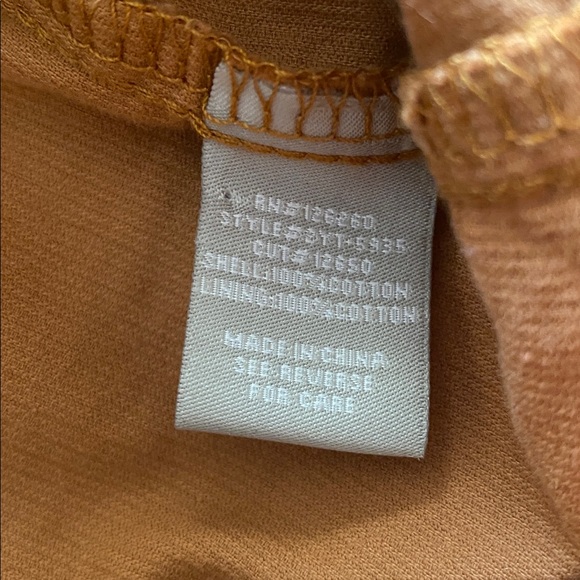 RN#126260
STYLE#2YT-5935
CUT#12650
SHELL:100%COTTON
LINING:100%COTTON
MADE IN CHINA
SEE REVERSE
FOR CARE